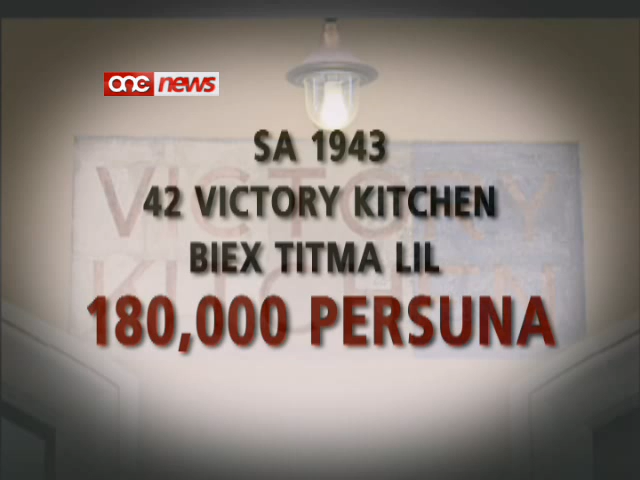 one news
SA 1943
42 VICTORY KITCHEN
BIEX TITMA LIL
180,000 PERSUNA
VICTORY
KITCHEN